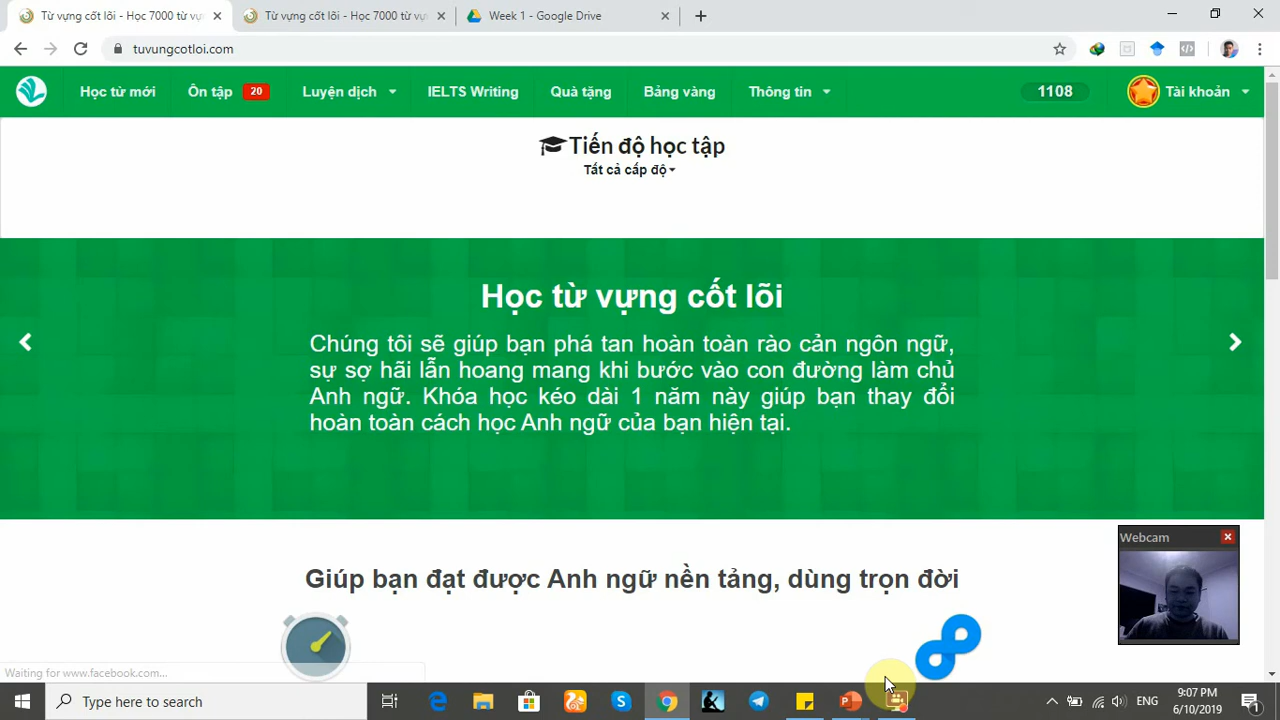 Từ vựng cốt lõi - Học 7000 từ vự
Từ vựng cốt lõi - Học 7000 từ vự
Week 1 - Google Drive
tuvungcotloi.com
Học từ mới
Ôn tập 20
Luyện dịch
IELTS Writing
Quà tặng
Bảng vàng
Thông tin
1108
Tài khoản
Tiến độ học tập
Tất cả cấp độ
Học từ vựng cốt lõi
Chúng tôi sẽ giúp bạn phá tan hoàn toàn rào cản ngôn ngữ,
sự sợ hãi lẫn hoang mang khi bước vào con đường làm chủ
Anh ngữ. Khóa học kéo dài 1 năm này giúp bạn thay đổi
hoàn toàn cách học Anh ngữ của bạn hiện tại.
Giúp bạn đạt được Anh ngữ nền tảng, dùng trọn đời
Webcam
Waiting for www.facebook.com...
Type here to search
ENG
9:07 PM
6/10/2019
1